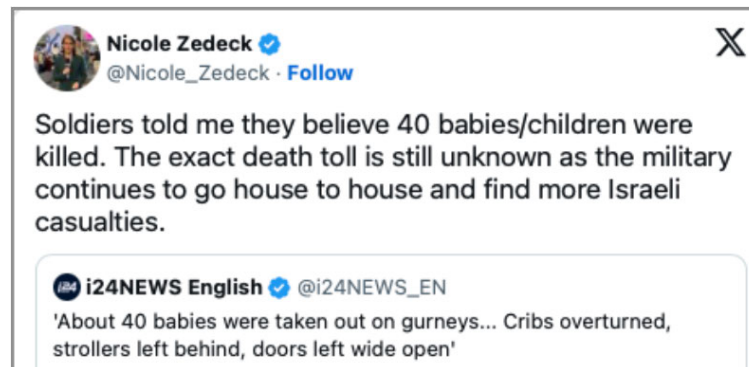 Nicole Zedeck
@Nicole_Zedeck · Follow
Soldiers told me they believe 40 babies/children were
killed. The exact death toll is still unknown as the military
continues to go house to house and find more Israeli
casualties.
i24NEWS English @i24NEWS_EN
'About 40 babies were taken out on gurneys... Cribs overturned,
strollers left behind, doors left wide open'